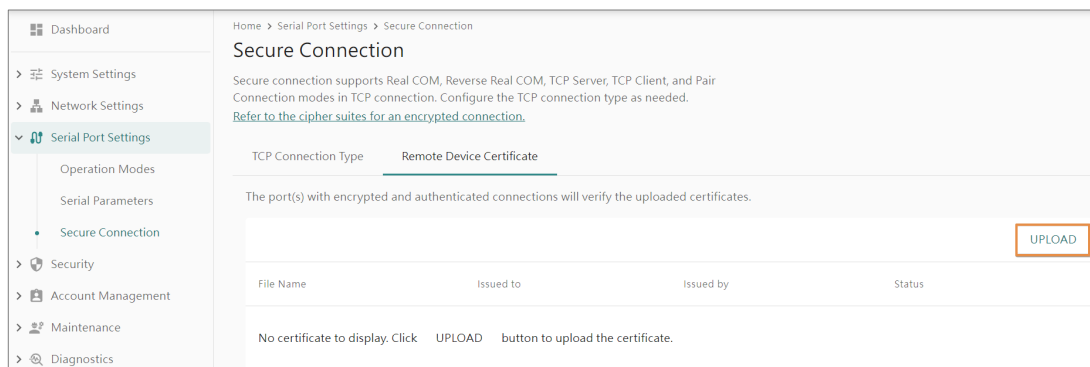 Dashboard
System Settings
Network Settings
Serial Port Settings
Operation Modes
Serial Parameters
Secure Connection
Security
Account Management
Maintenance
Diagnostics
Home > Serial Port Settings > Secure Connection
Secure Connection
Secure connection supports Real COM, Reverse Real COM, TCP Server, TCP Client, and Pair
Connection modes in TCP connection. Configure the TCP connection type as needed.
Refer to the cipher suites for an encrypted connection.
TCP Connection Type Remote Device Certificate
The port(s) with encrypted and authenticated connections will verify the uploaded certificates.
UPLOAD
File Name Issued to Issued by Status
No certificate to display. Click UPLOAD button to upload the certificate.